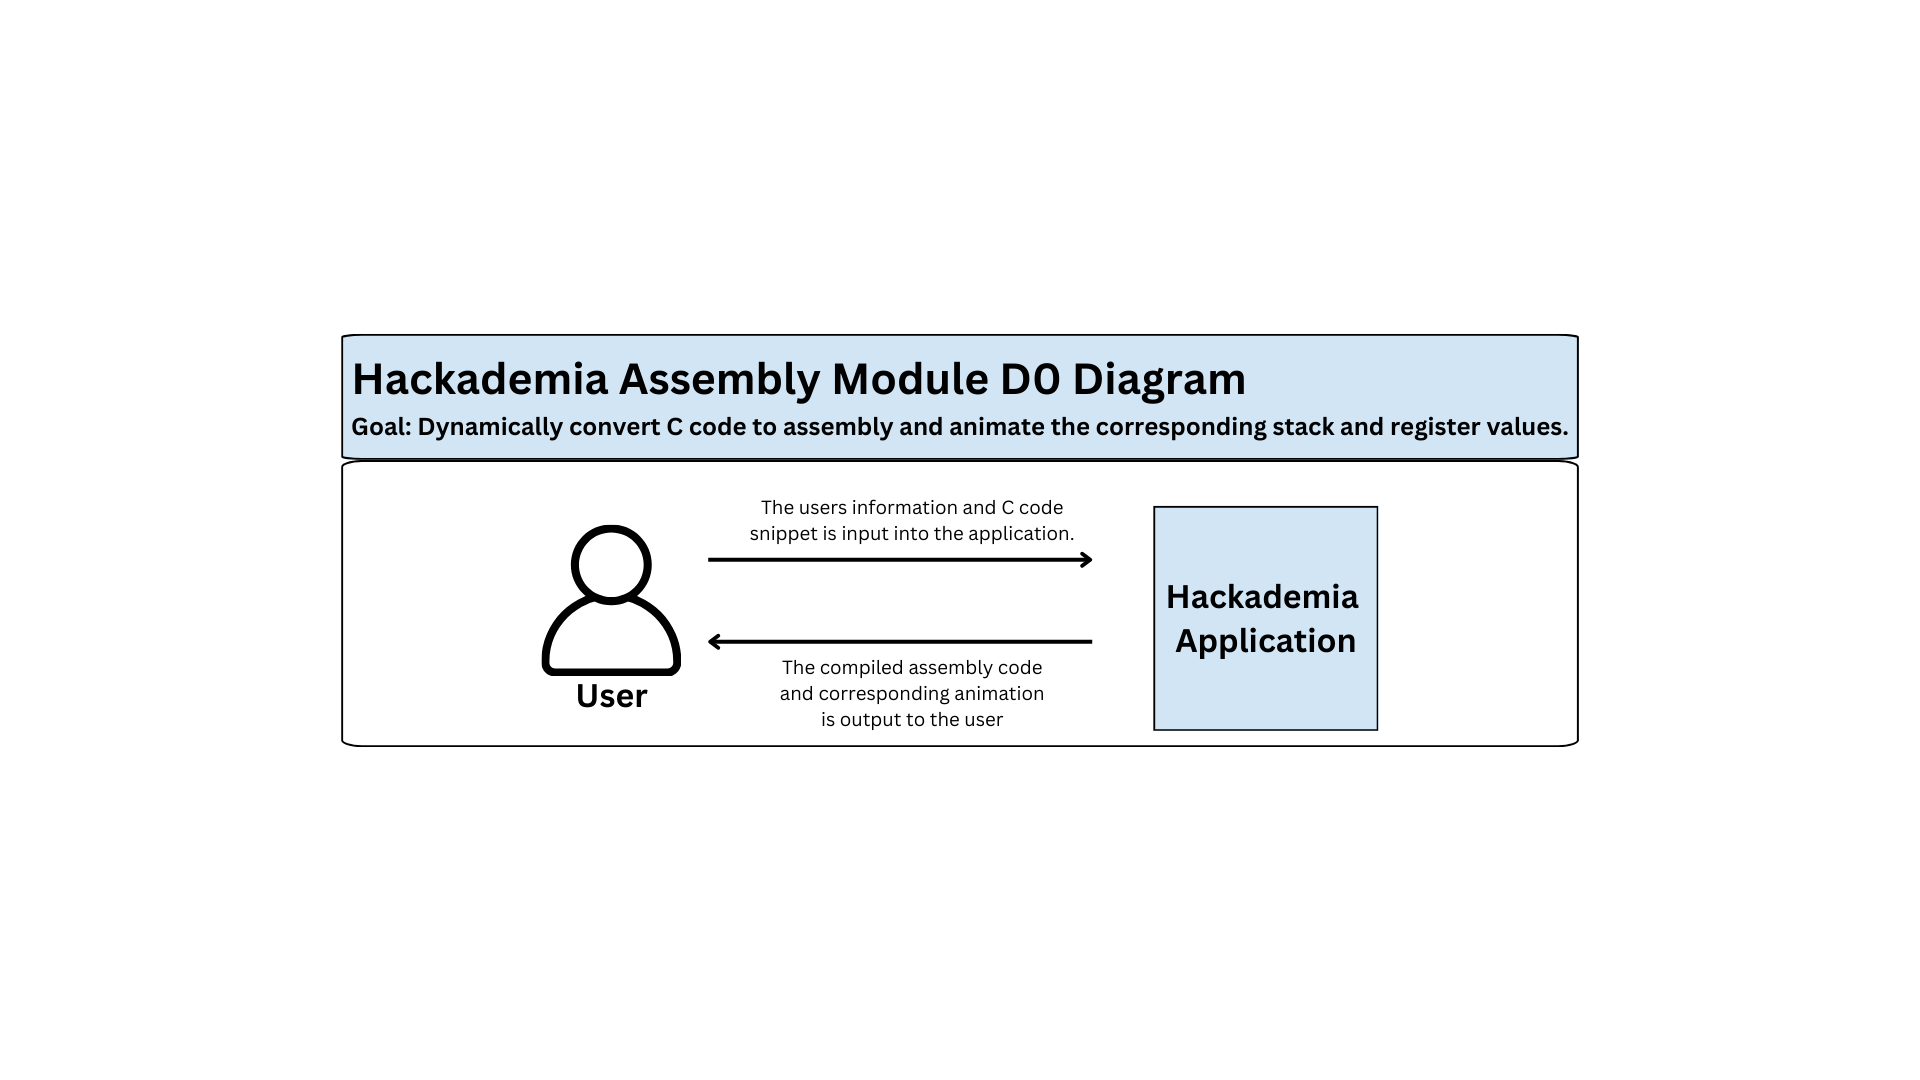 Hackademia Assembly Module D0 Diagram
Goal: Dynamically convert C code to assembly and animate the corresponding stack and register values.
The users information and C code
snippet is input into the application.
Hackademia
Application
User
The compiled assembly code
and corresponding animation
is output to the user